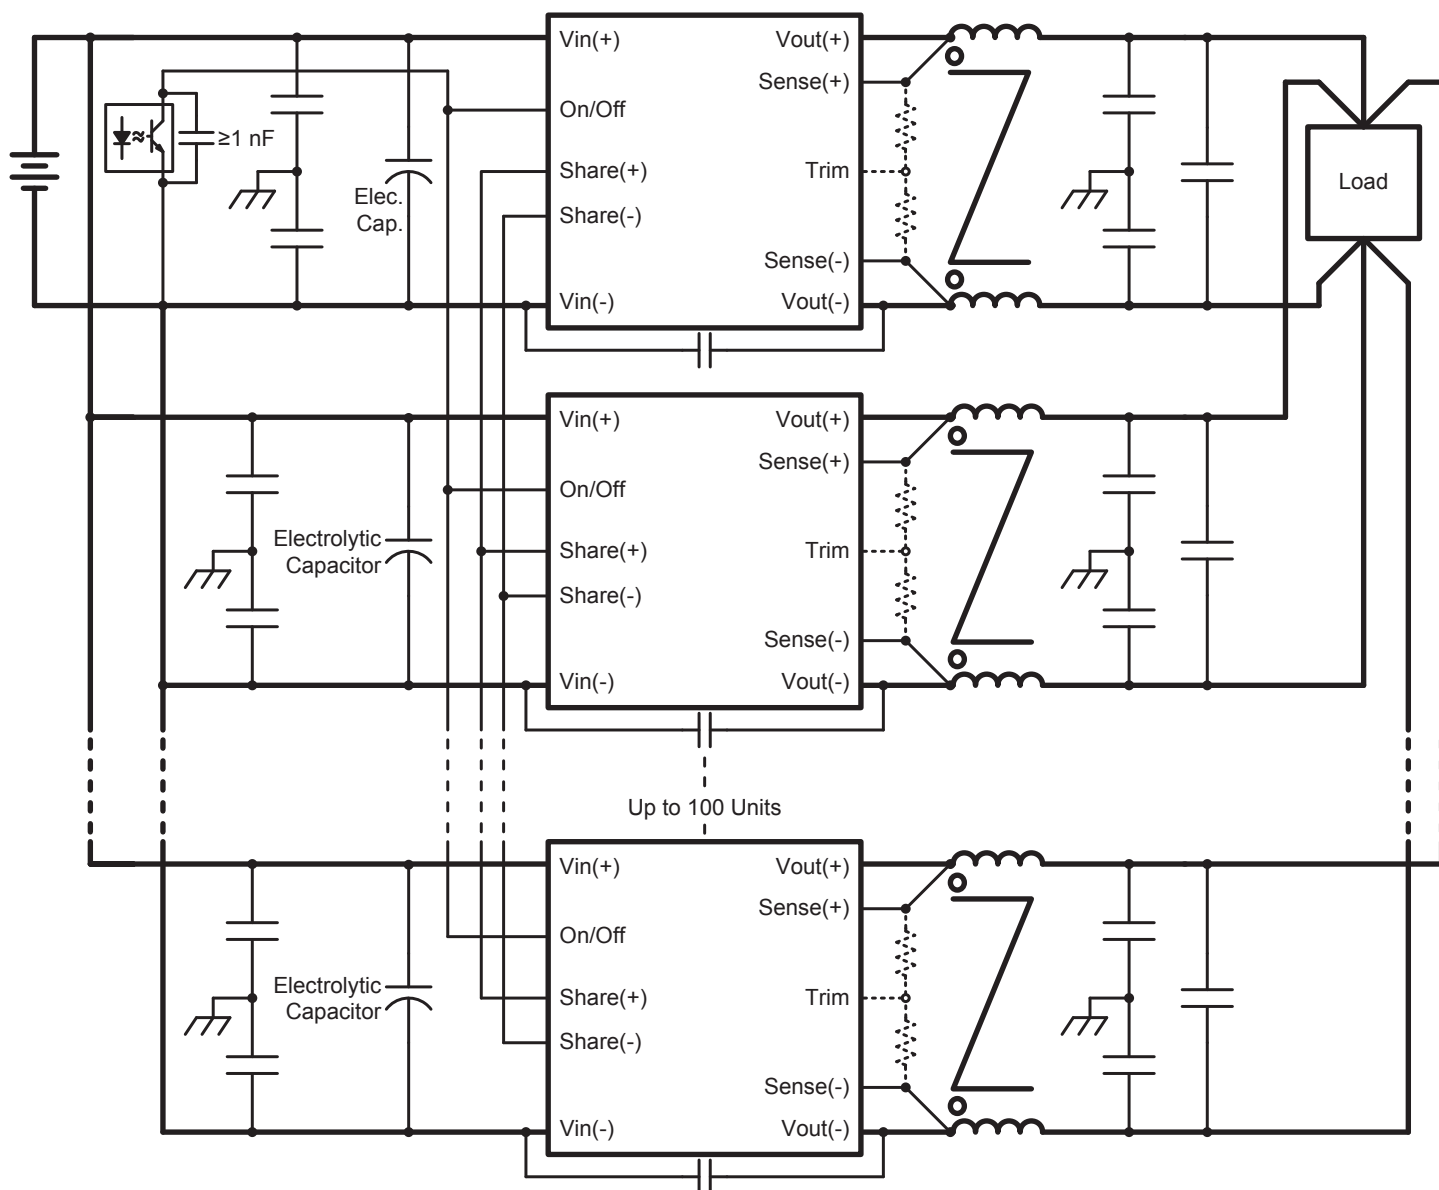 Vin(+)
Vout(+)
Sense(+)
On/Off
≥1 nF
Share(+)
Trim
Load
Elec.
Cap.
Share(-)
Sense(-)
Vin(-)
Vout(-)
Vin(+)
Vout(+)
Sense(+)
On/Off
Electrolytic
Capacitor
Share(+)
Trim
Share(-)
Sense(-)
Vin(-)
Vout(-)
Up to 100 Units
Vin(+)
Vout(+)
Sense(+)
On/Off
Electrolytic
Capacitor
Share(+)
Trim
Share(-)
Sense(-)
Vin(-)
Vout(-)